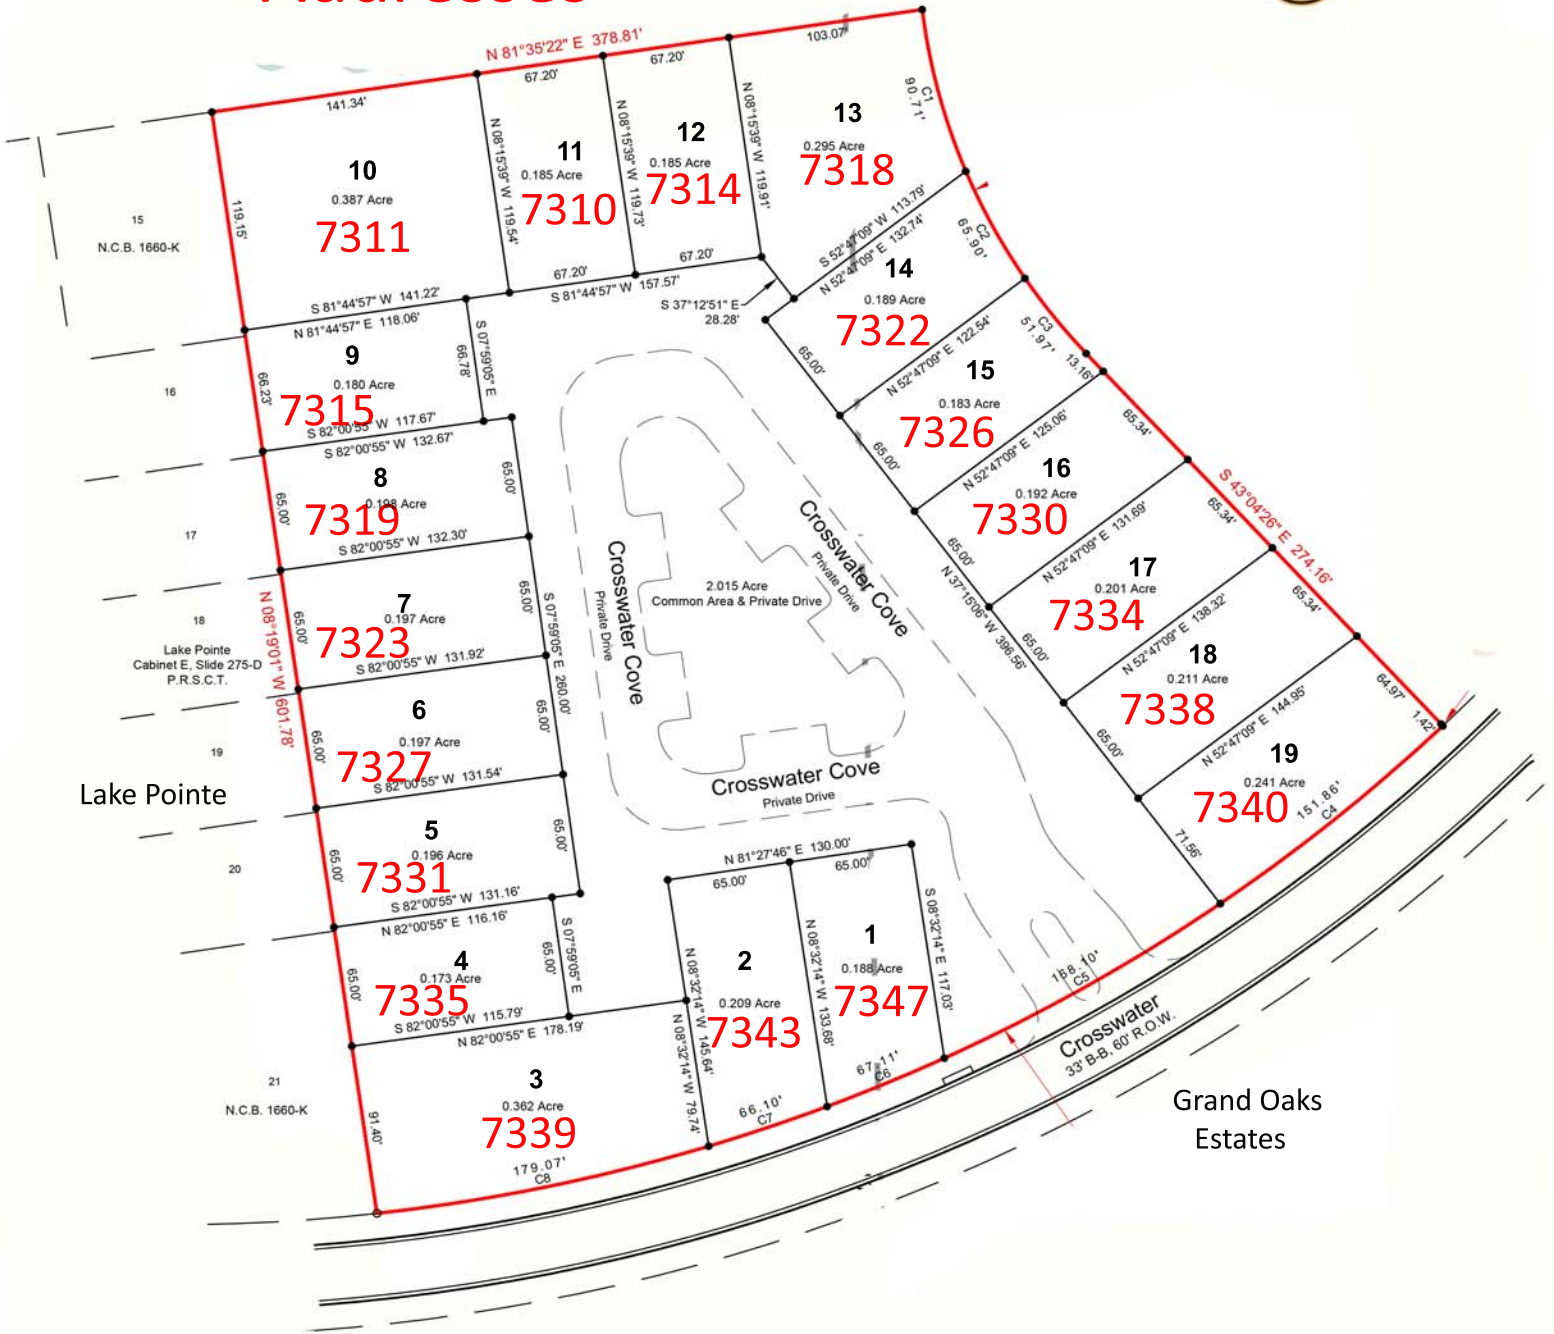 Addresses
N 81°35'22" E 378.81'
141.34'
67.20'
67.20'
103.07'
C1
90.71'
10
0.387 Acre
7311
119.15'
N 08°15'39" W 119.54'
11
0.185 Acre
7310
N 08°15'39" W 119.73'
12
0.185 Acre
7314
N 08°15'39" W 119.91'
13
0.295 Acre
7318
15
N.C.B. 1660-K
S 52°47'09" W 113.79'
N 52°47'09" E 132.74'
C2
65.90'
67.20'
67.20'
S 81°44'57" W 157.57'
S 81°44'57" W 141.22'
N 81°44'57" E 118.06'
S 37°12'51" E
28.28'
14
0.189 Acre
7322
65.00'
N 52°47'09" E 122.54'
C3
51.97'
13.16'
9
0.180 Acre
7315
66.23'
66.78'
S 07°59'05" E
S 82°00'55" W 117.67'
S 82°00'55" W 132.67'
16
15
0.183 Acre
7326
65.00'
N 52°47'09" E 125.06'
65.34'
8
0.198 Acre
7319
65.00'
65.00'
S 82°00'55" W 132.30'
17
16
0.192 Acre
7330
65.00'
N 52°47'09" E 131.69'
65.34'
S 43°04'26" E 274.16'
Crosswater Cove
Private Drive
Crosswater Cove
Private Drive
2.015 Acre
Common Area & Private Drive
N 37°15'06" W 396.56'
7
0.197 Acre
7323
65.00'
65.00'
S 07°59'05" E 260.00'
S 82°00'55" W 131.92'
N 08°19'01" W 601.78'
18
Lake Pointe
Cabinet E, Slide 275-D
P.R.S.C.T.
17
0.201 Acre
7334
65.00'
N 52°47'09" E 138.32'
65.34'
18
0.211 Acre
7338
65.00'
N 52°47'09" E 144.95'
64.97'
1.42'
6
0.197 Acre
7327
65.00'
65.00'
S 82°00'55" W 131.54'
19
Lake Pointe
Crosswater Cove
Private Drive
19
0.241 Acre
7340
71.56'
151.86'
C4
5
0.196 Acre
7331
65.00'
65.00'
S 82°00'55" W 131.16'
N 82°00'55" E 116.16'
20
N 81°27'46" E 130.00'
65.00'
65.00'
4
0.173 Acre
7335
65.00'
65.00'
S 07°59'05" E
S 82°00'55" W 115.79'
N 82°00'55" E 178.19'
2
0.209 Acre
7343
N 08°32'14" W 145.64'
N 08°32'14" W 79.74'
N 08°32'14" W 133.68'
1
0.188 Acre
7347
S 08°32'14" E 117.03'
168.10'
C5
67.11'
C6
66.10'
C7
Crosswater
33' B-B, 60' R.O.W.
21
N.C.B. 1660-K
3
0.362 Acre
7339
91.40'
179.07'
C8
Grand Oaks
Estates